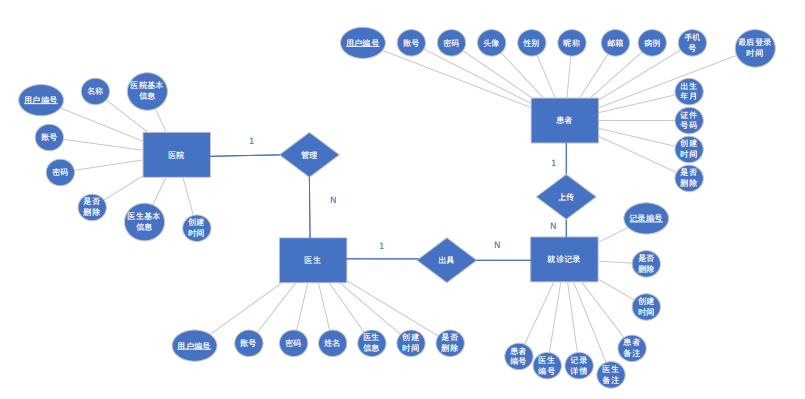 用户编号
账号
密码
头像
性别
昵称
邮箱
病例
手机
号
最后登录
时间
用户编号
名称
医院基本
信息
出生
年月
患者
证件
号码
账号
医院
1
管理
创建
时间
密码
1
是否
删除
是否
删除
医生基本
信息
创建
时间
N
上传
N
记录编号
医生
1
出具
N
就诊记录
是否
删除
创建
时间
用户编号
账号
密码
姓名
医生
信息
创建
时间
是否
删除
患者
编号
医生
编号
记录
详情
医生
备注
患者
备注